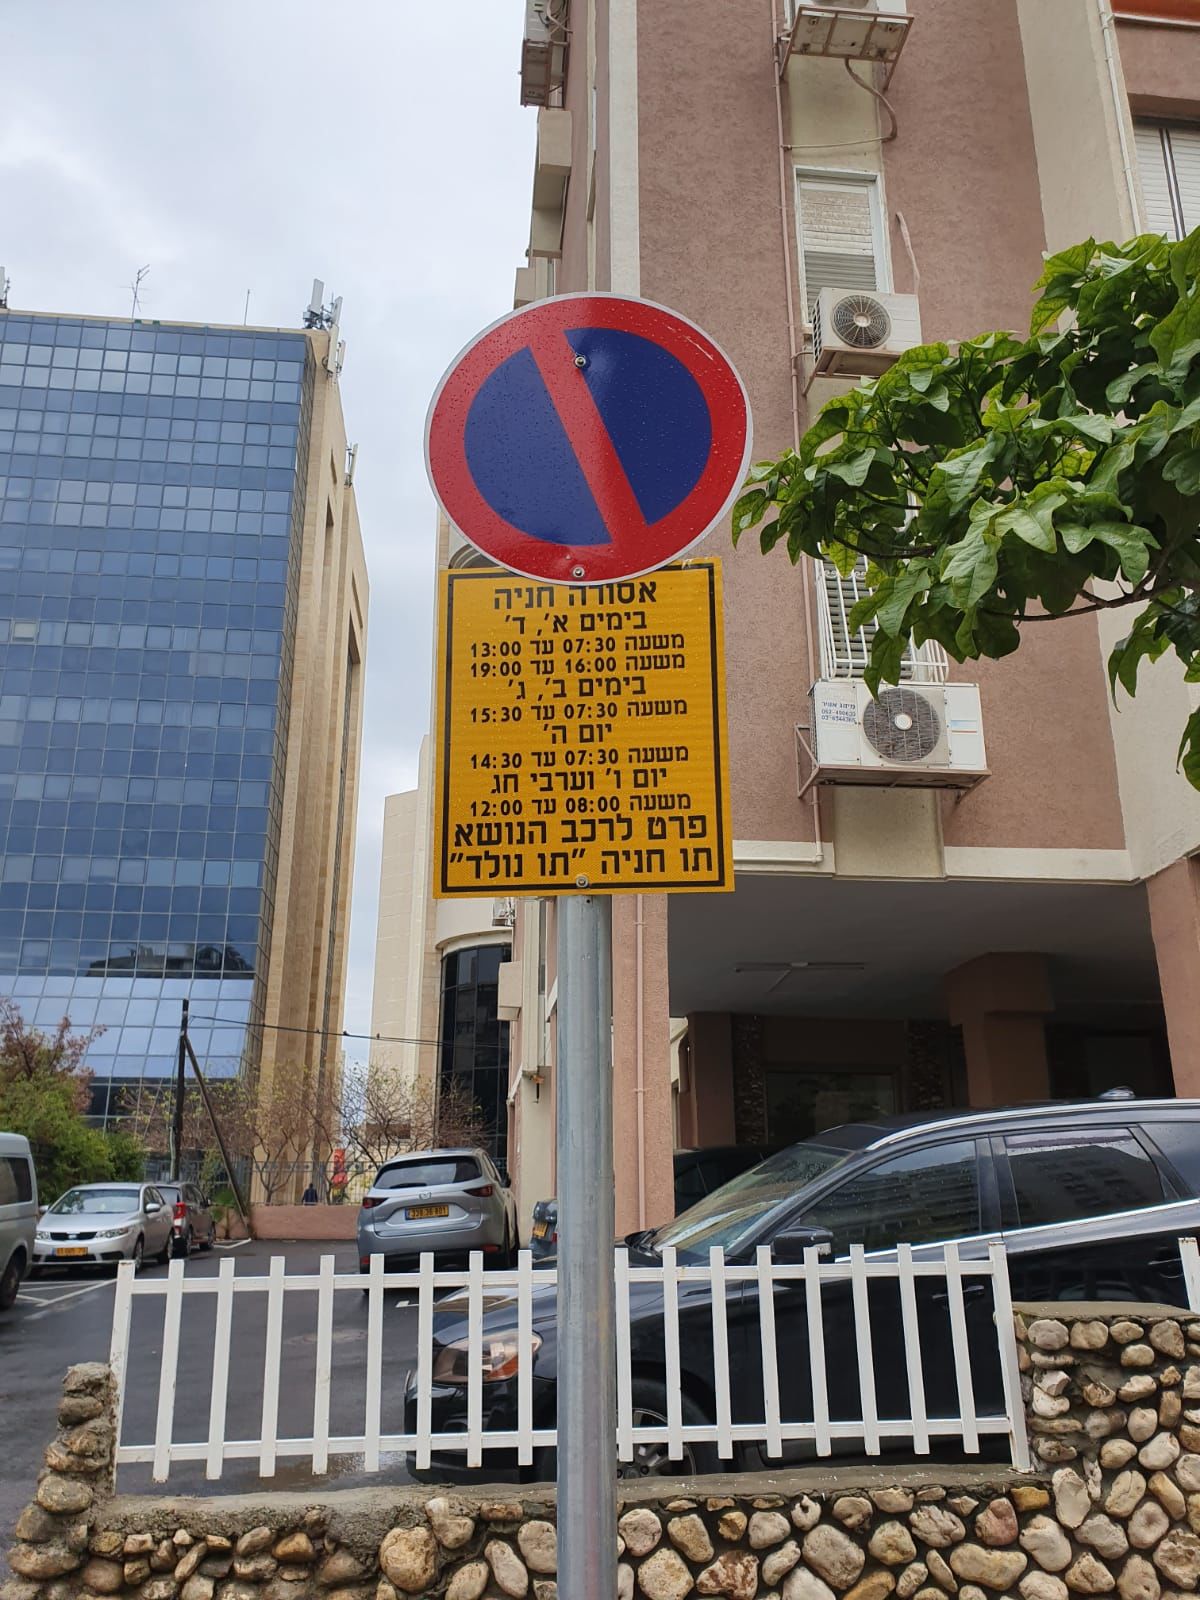 אסורה חניה
בימים א', ד'
משעה 07:30 עד 13:00
משעה 16:00 עד 19:00
בימים ב', ג'
משעה 07:30 עד 15:30
יום ה'
משעה 07:30 עד 14:30
יום ו' וערבי חג
משעה 08:00 עד 12:00
פרט לרכב הנושא
תו חניה "תו נולד"
מיזוג אוויר